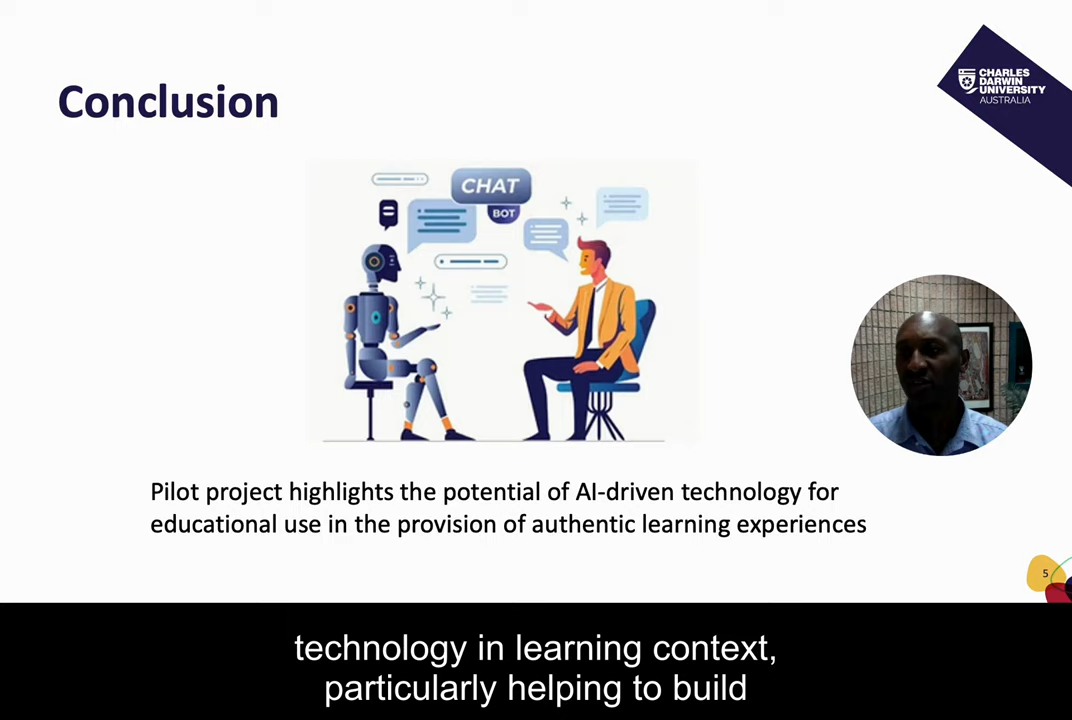 Conclusion
CHARLES
DARWIN
UNIVERSITY
AUSTRALIA
CHAT
BOT
Pilot project highlights the potential of AI-driven technology for
educational use in the provision of authentic learning experiences
5
technology in learning context,
particularly helping to build